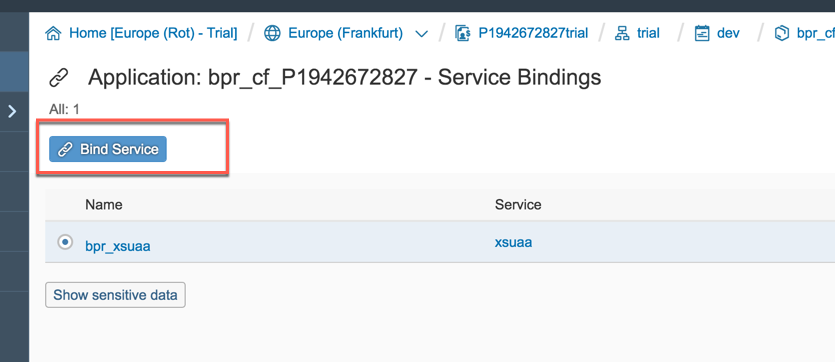 Home [Europe (Rot) - Trial] / Europe (Frankfurt) / P1942672827trial / trial / dev / bpr_cf
Application: bpr_cf_P1942672827 - Service Bindings
All: 1
Bind Service
Name Service
bpr_xsuaa xsuaa
Show sensitive data